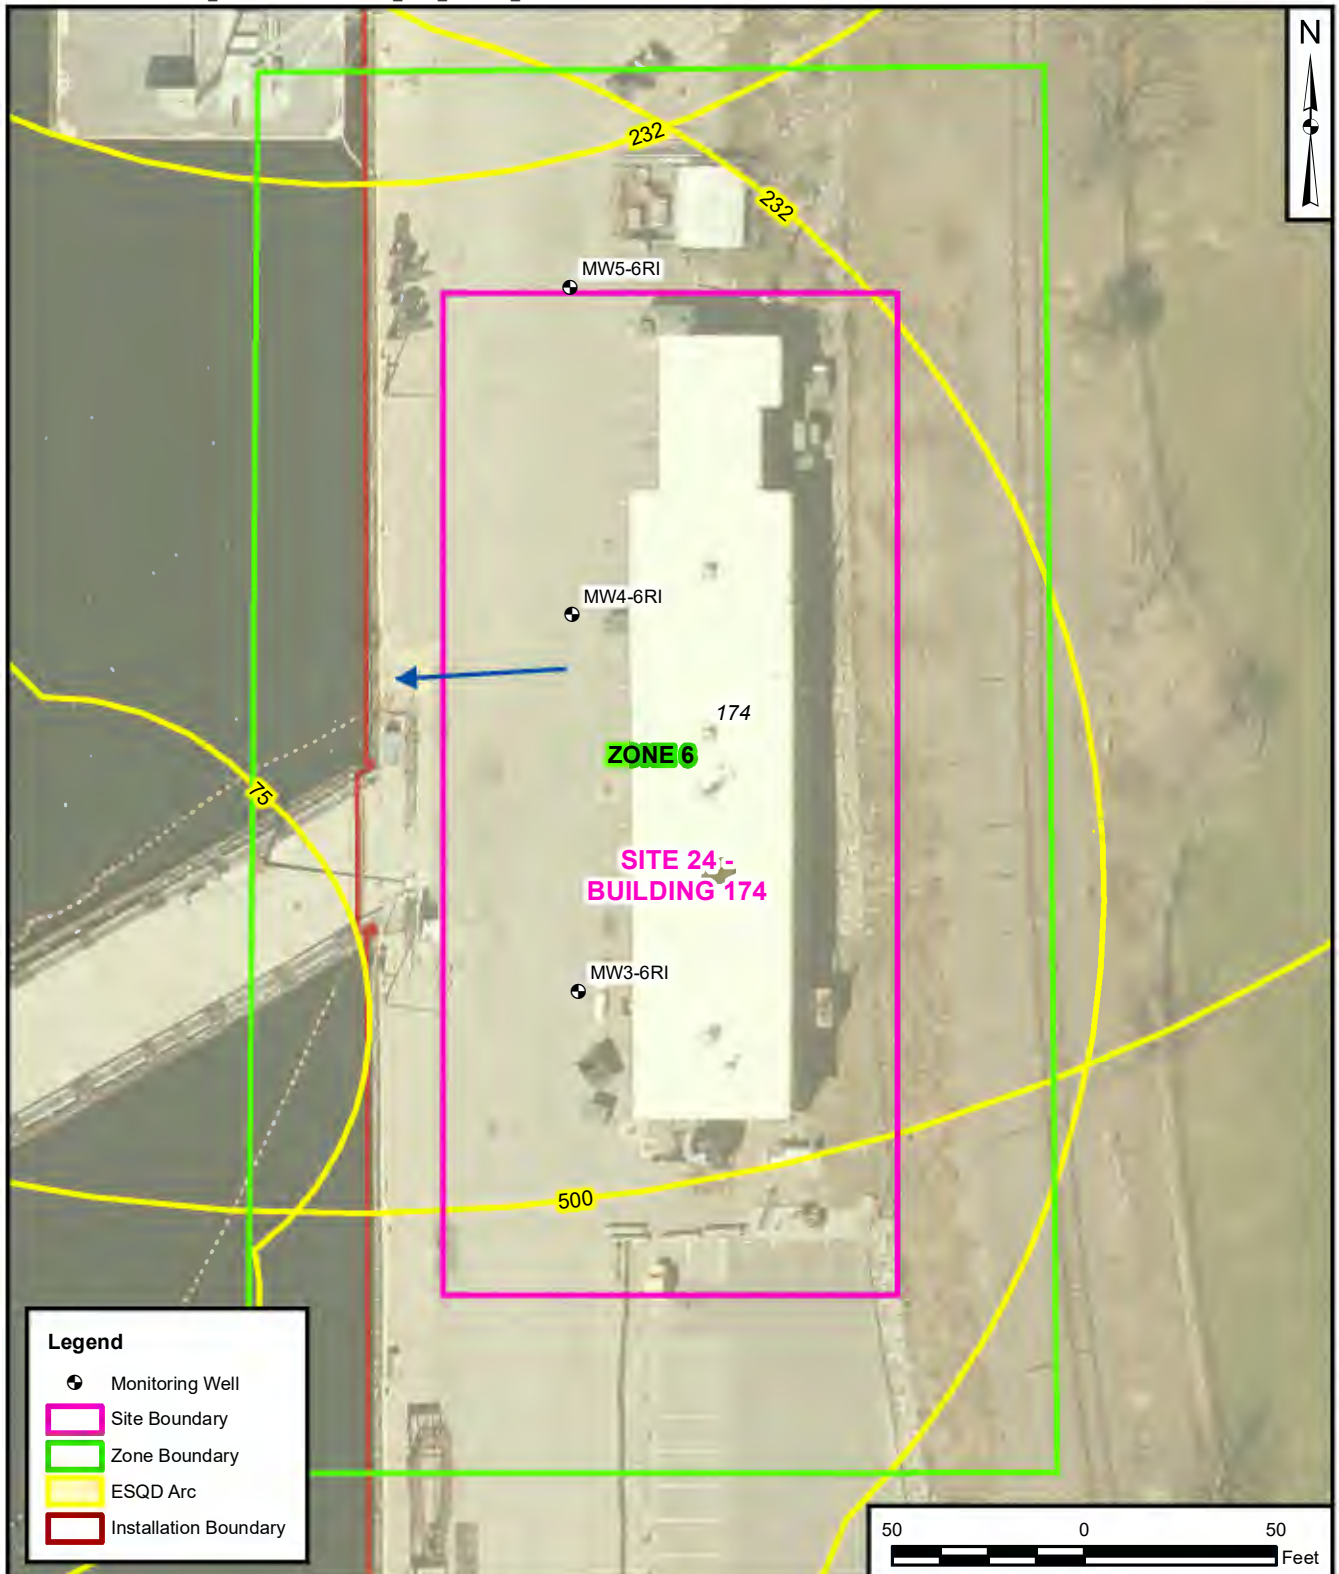 N
232
232
MW5-6RI
MW4-6RI
174
ZONE 6
75
SITE 24 -
BUILDING 174
MW3-6RI
500
Legend
Monitoring Well
Site Boundary
Zone Boundary
ESQD Arc
Installation Boundary
50 0 50
Feet